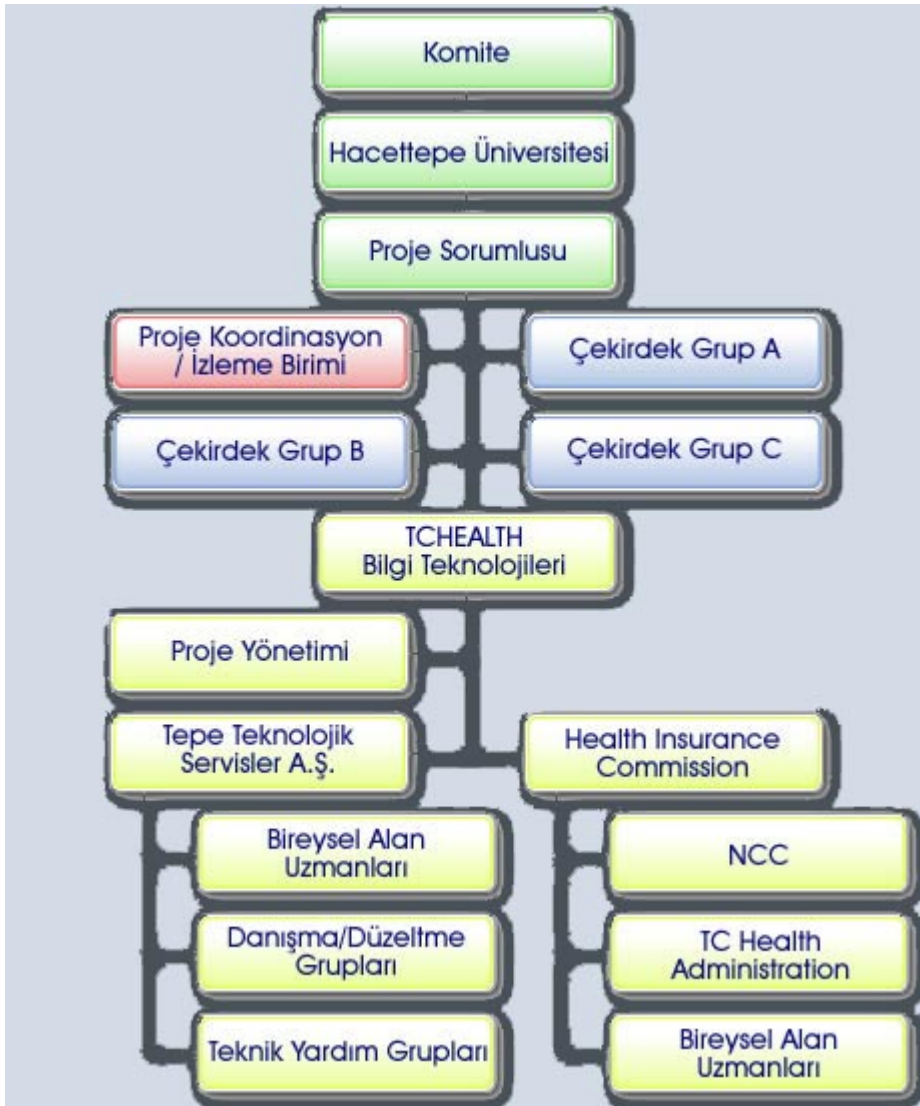 Komite
Hacettepe Üniversitesi
Proje Sorumlusu
Proje Koordinasyon
/ İzleme Birimi
Çekirdek Grup A
Çekirdek Grup B
Çekirdek Grup C
TCHEALTH
Bilgi Teknolojileri
Proje Yönetimi
Tepe Teknolojik
Servisler A.Ş.
Health Insurance
Commission
Bireysel Alan
Uzmanları
NCC
Danışma/Düzeltme
Grupları
TC Health
Administration
Teknik Yardım Grupları
Bireysel Alan
Uzmanları